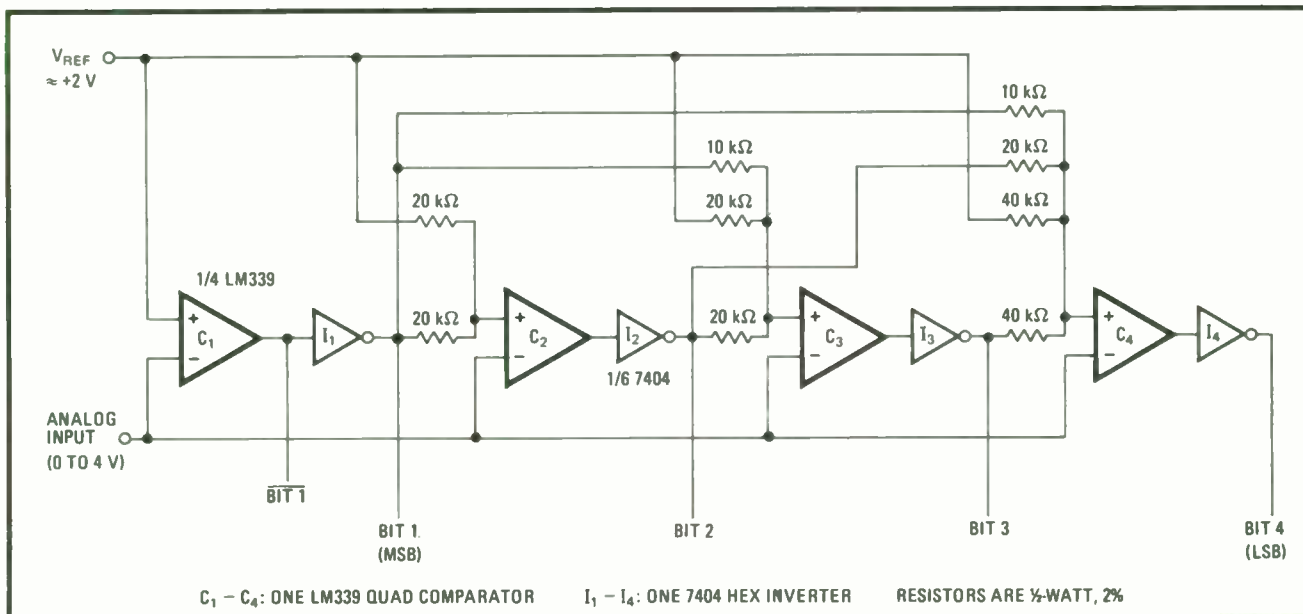 V_REF
≈ +2 V
10 kΩ
10 kΩ
20 kΩ
20 kΩ
20 kΩ
40 kΩ
1/4 LM339
+
C₁
−
I₁
20 kΩ
+
C₂
−
I₂
1/6 7404
20 kΩ
+
C₃
−
I₃
40 kΩ
+
C₄
−
I₄
ANALOG
INPUT
(0 TO 4 V)
BIT 1
BIT 1
(MSB)
BIT 2
BIT 3
BIT 4
(LSB)
C₁ – C₄: ONE LM339 QUAD COMPARATOR I₁ – I₄: ONE 7404 HEX INVERTER RESISTORS ARE ½-WATT, 2%